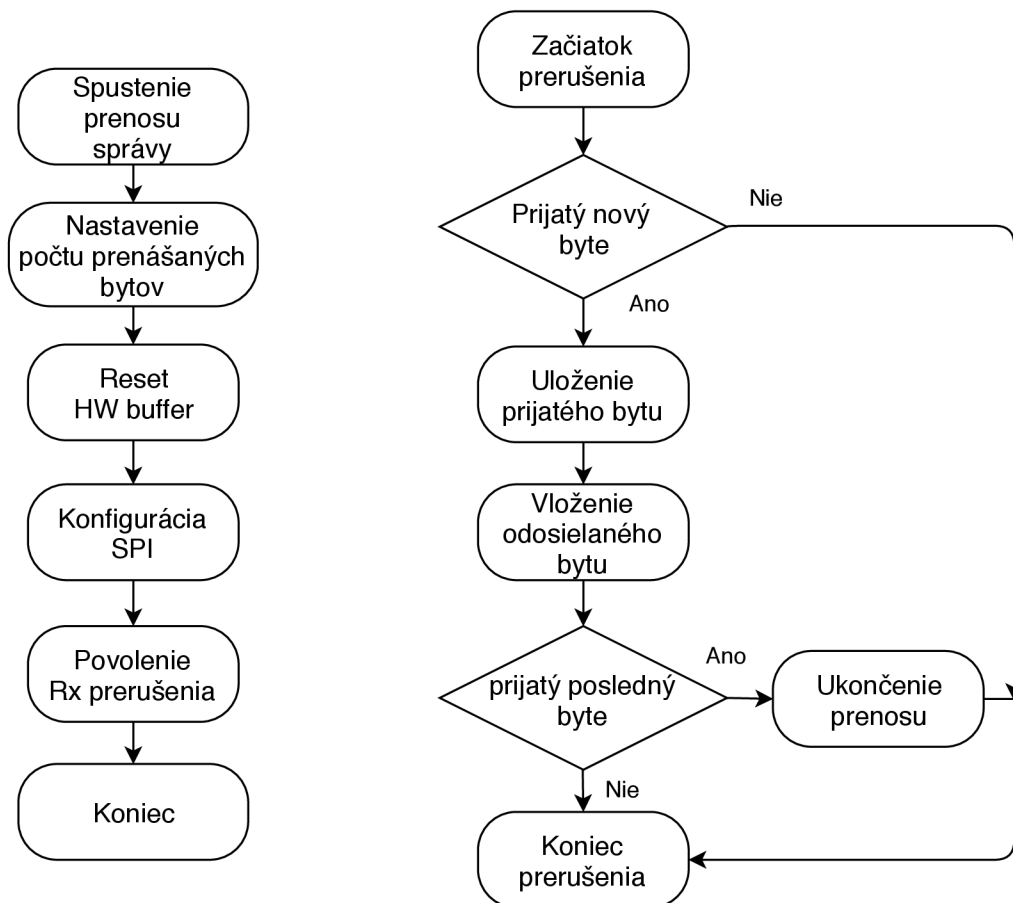 Spustenie
prenosu
správy
Nastavenie
počtu prenášaných
bytov
Reset
HW buffer
Konfigurácia
SPI
Povolenie
Rx prerušenia
Koniec
Začiatok
prerušenia
Prijatý nový
byte
Nie
Ano
Uloženie
prijatého bytu
Vloženie
odosielaného
bytu
prijatý posledný
byte
Ano
Ukončenie
prenosu
Nie
Koniec
prerušenia